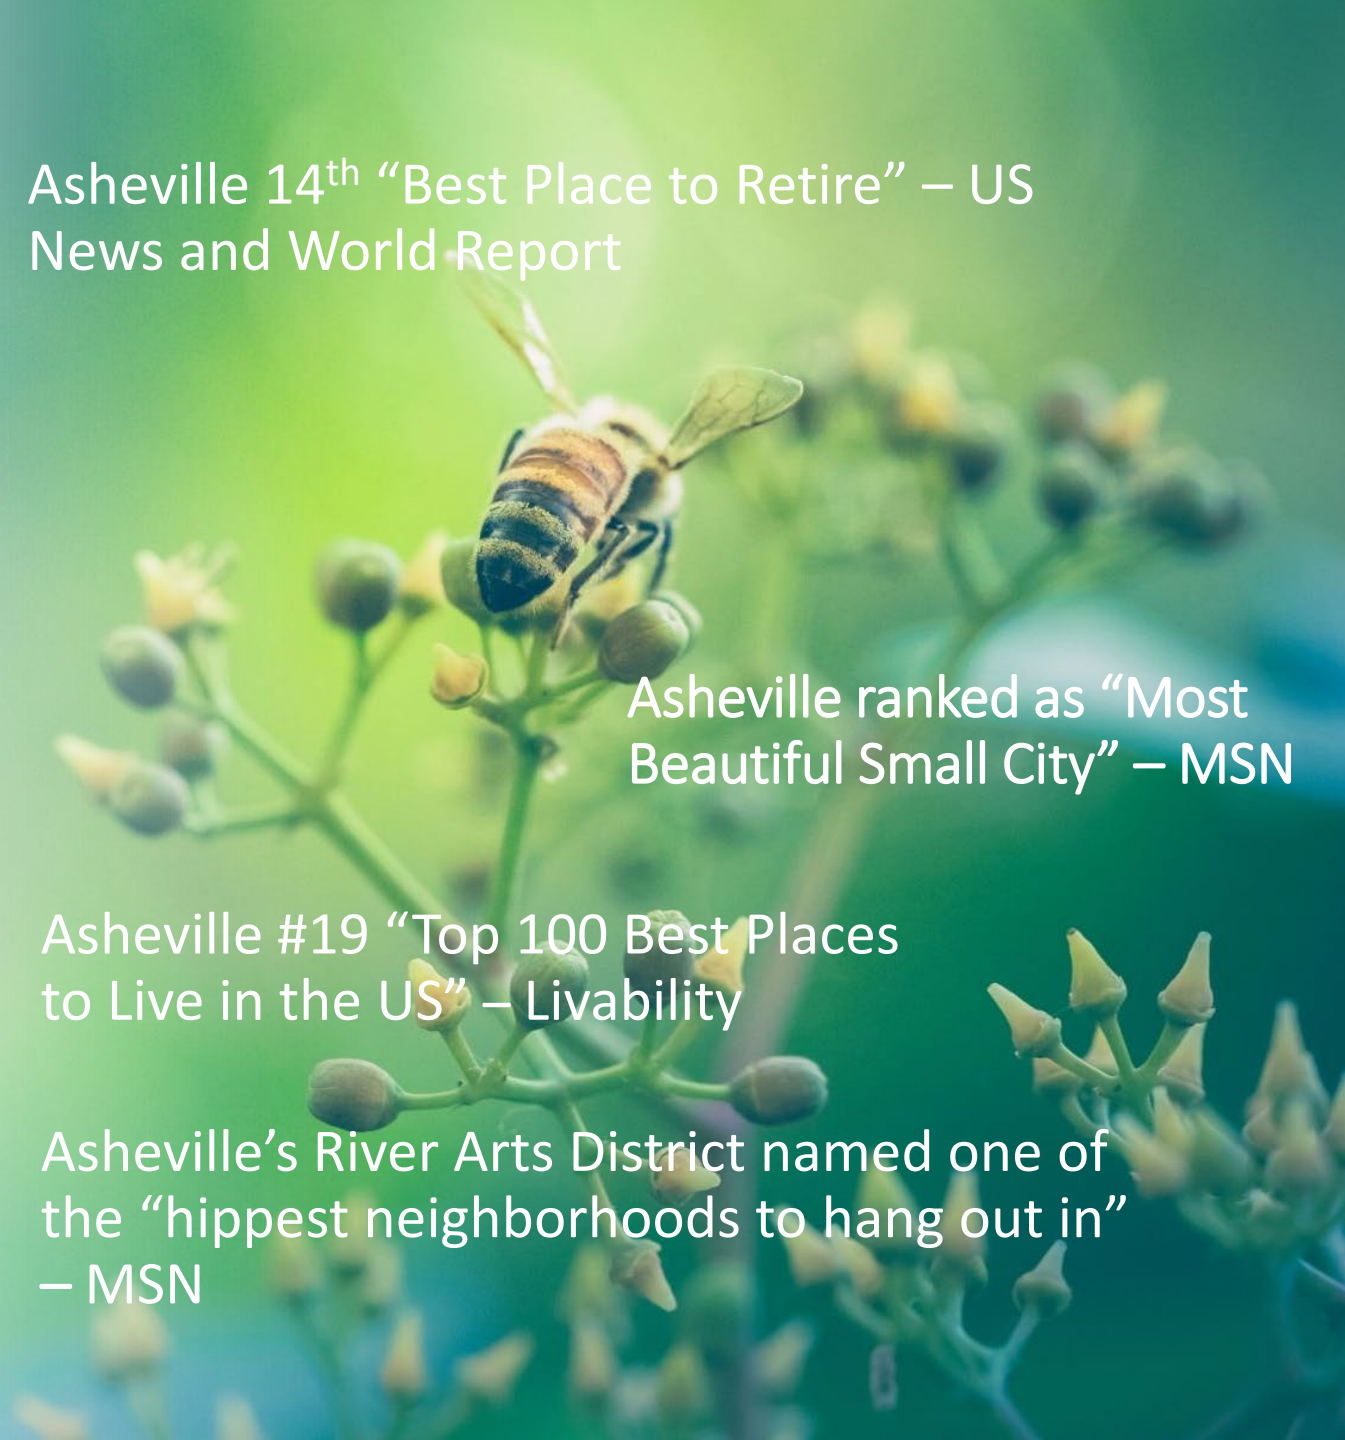 Asheville 14th “Best Place to Retire” – US
News and World Report
Asheville ranked as “Most
Beautiful Small City” – MSN
Asheville #19 “Top 100 Best Places
to Live in the US” – Livability
Asheville’s River Arts District named one of
the “hippest neighborhoods to hang out in”
– MSN